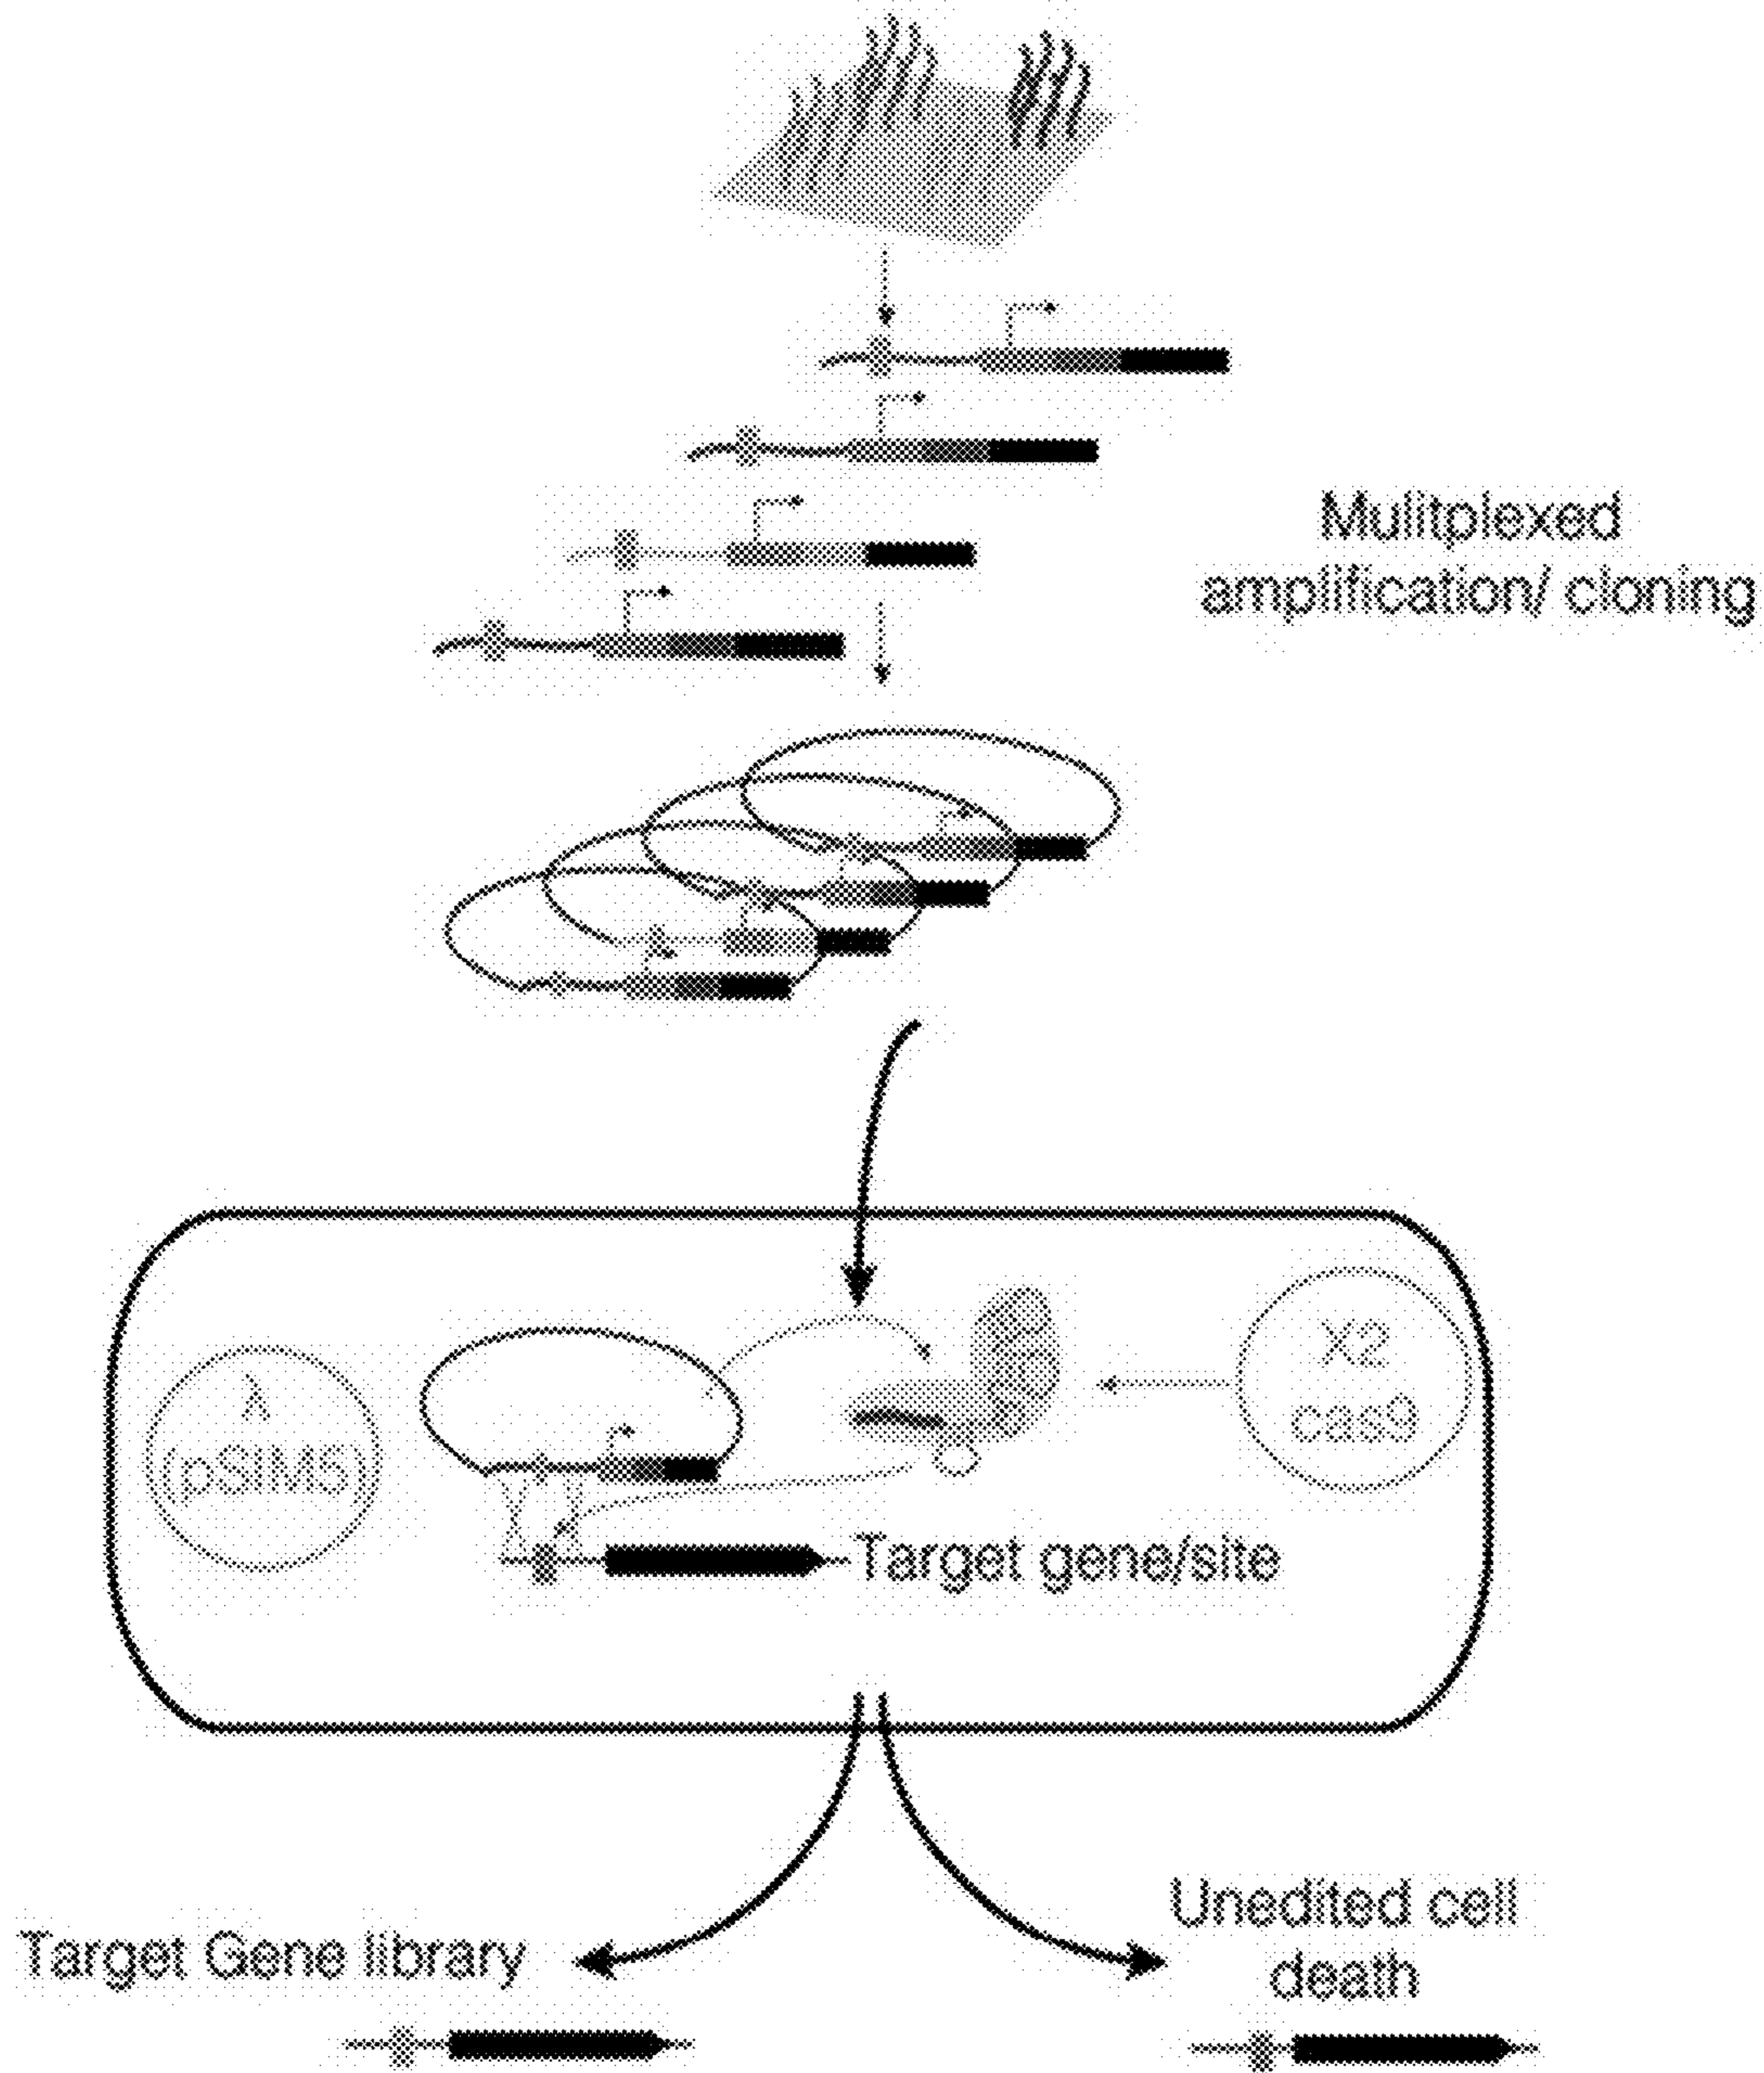 Mulitplexed
amplification/ cloning
λ
(pSIM5)
X2
cas9
Target gene/site
Target Gene library
Unedited cell
death